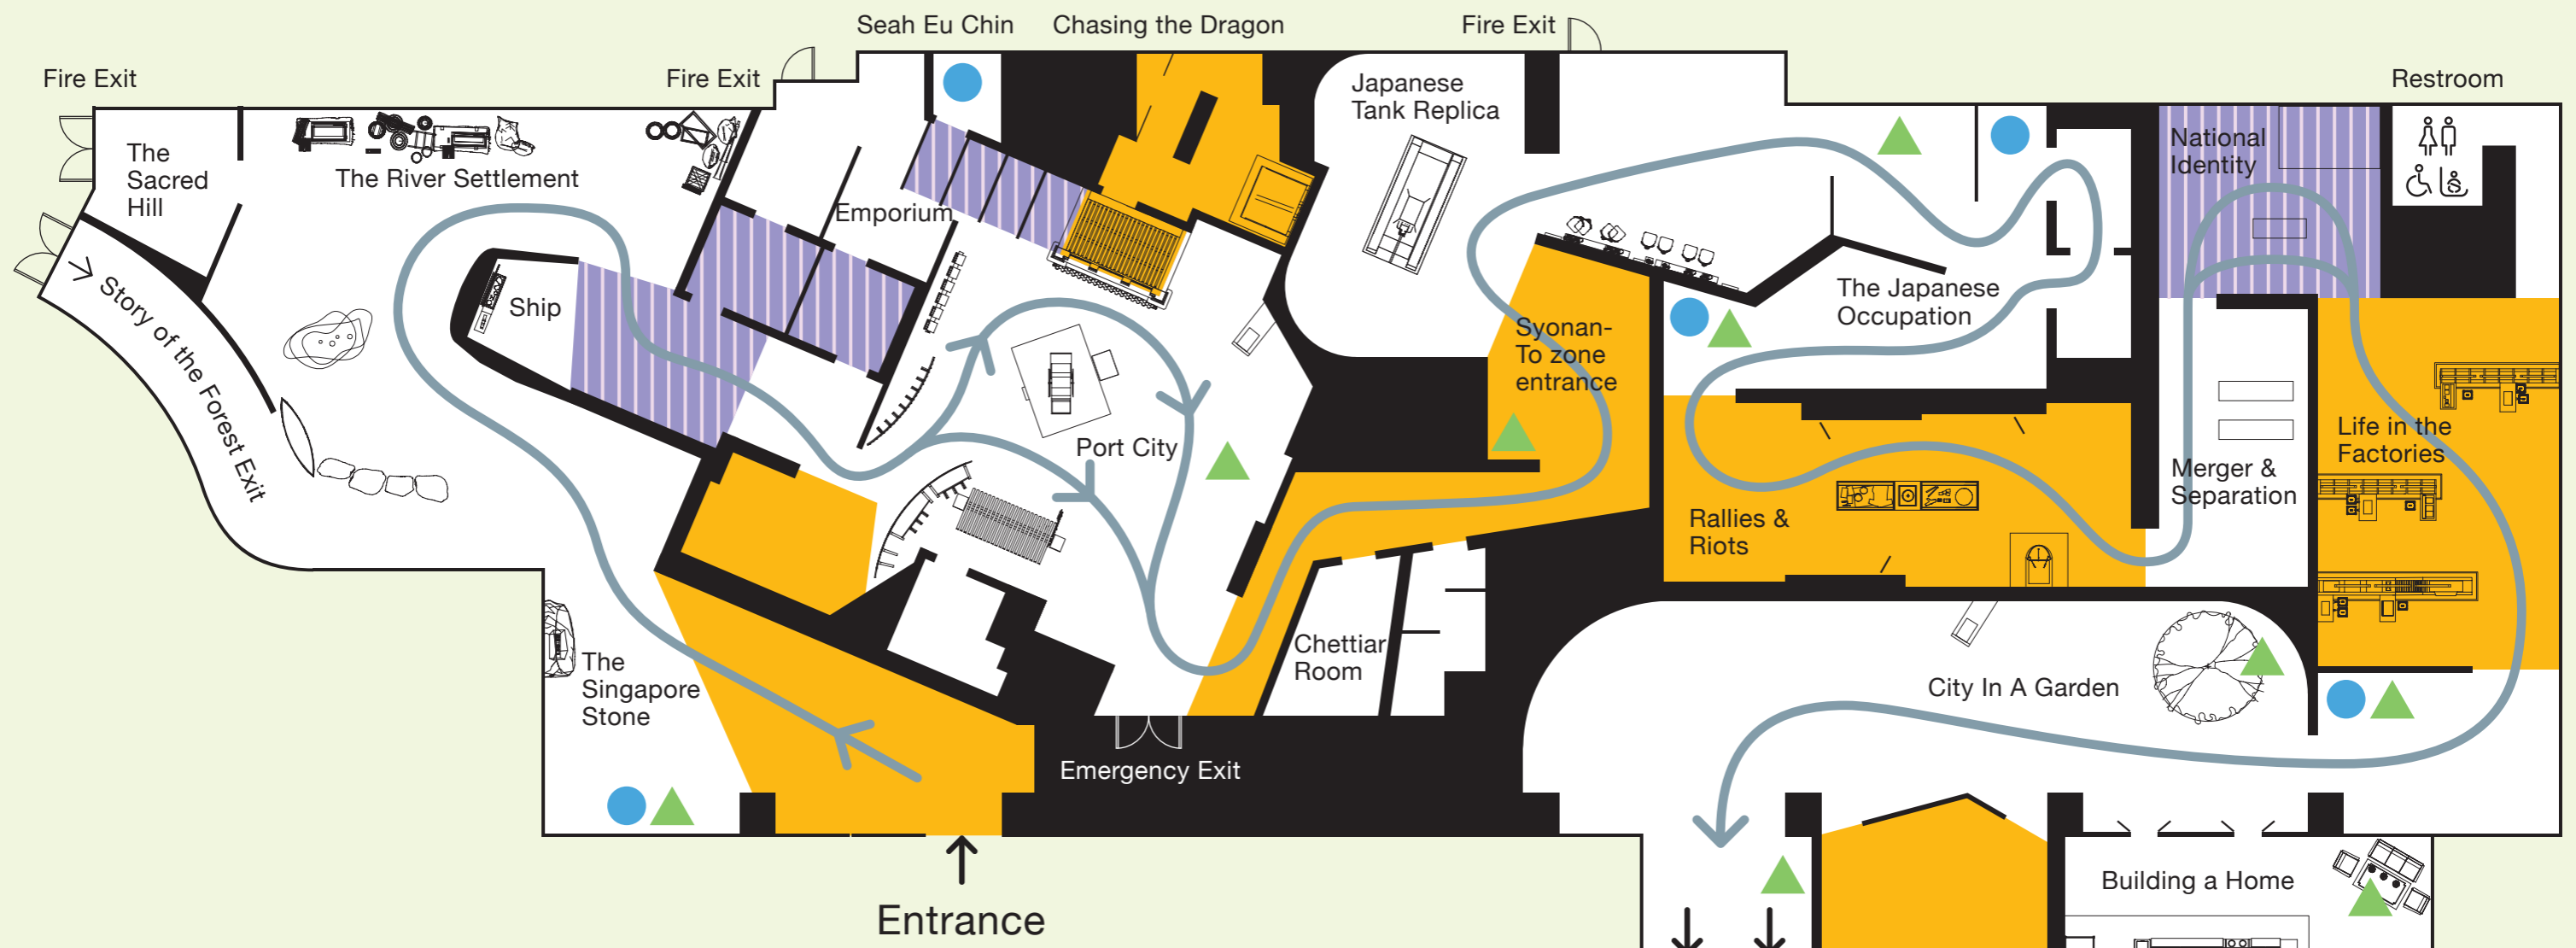 Seah Eu Chin
Chasing the Dragon
Fire Exit
Fire Exit
Fire Exit
Restroom
The
Sacred
Hill
The River Settlement
Emporium
Japanese
Tank Replica
National
Identity
Story of the Forest Exit
Ship
Port City
Syonan-
To zone
entrance
The Japanese
Occupation
Rallies &
Riots
Merger &
Separation
Life in the
Factories
The
Singapore
Stone
Chettiar
Room
City In A Garden
Emergency Exit
Building a Home
Entrance